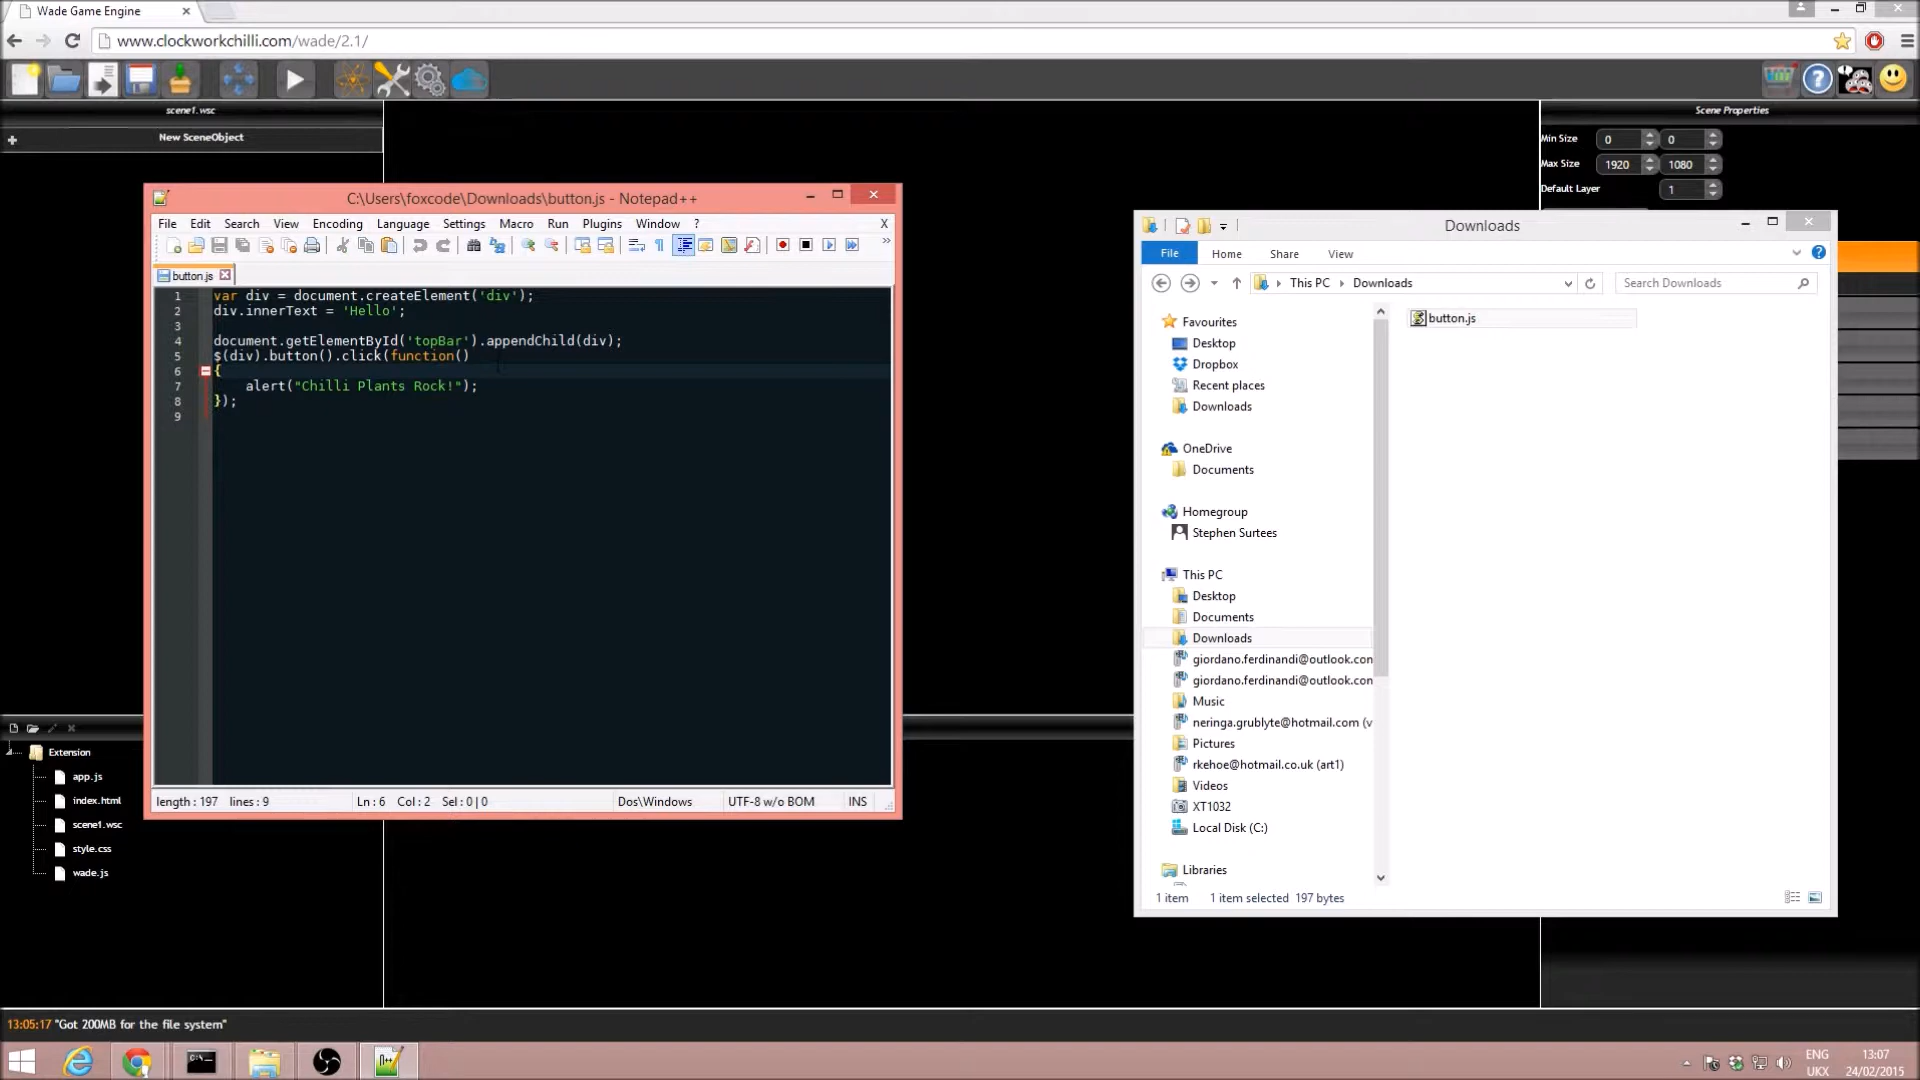 Wade Game Engine
www.clockworkchilli.com/wade/2.1/
scene1.wsc
New SceneObject
Scene Properties
Min Size 0 0
Max Size 1920 1080
Default Layer 1
C:\Users\foxcode\Downloads\button.js - Notepad++
File Edit Search View Encoding Language Settings Macro Run Plugins Window ? X
button.js
1 var div = document.createElement('div');
2 div.innerText = 'Hello';
3
4 document.getElementById('topBar').appendChild(div);
5 $(div).button().click(function()
6 {
7 alert("Chilli Plants Rock!");
8 });
9
length : 197 lines : 9 Ln : 6 Col : 2 Sel : 0 | 0 Dos\Windows UTF-8 w/o BOM INS
Downloads
File Home Share View
This PC Downloads
Search Downloads
Favourites
Desktop
Dropbox
Recent places
Downloads
OneDrive
Documents
Homegroup
Stephen Surtees
This PC
Desktop
Documents
Downloads
giordano.ferdinandi@outlook.con
giordano.ferdinandi@outlook.con
Music
neringa.grublyte@hotmail.com (v
Pictures
rkehoe@hotmail.co.uk (art1)
Videos
XT1032
Local Disk (C:)
Libraries
button.js
1 item 1 item selected 197 bytes
Extension
app.js
index.html
scene1.wsc
style.css
wade.js
13:05:17 "Got 200MB for the file system"
ENG
UKX
13:07
24/02/2015